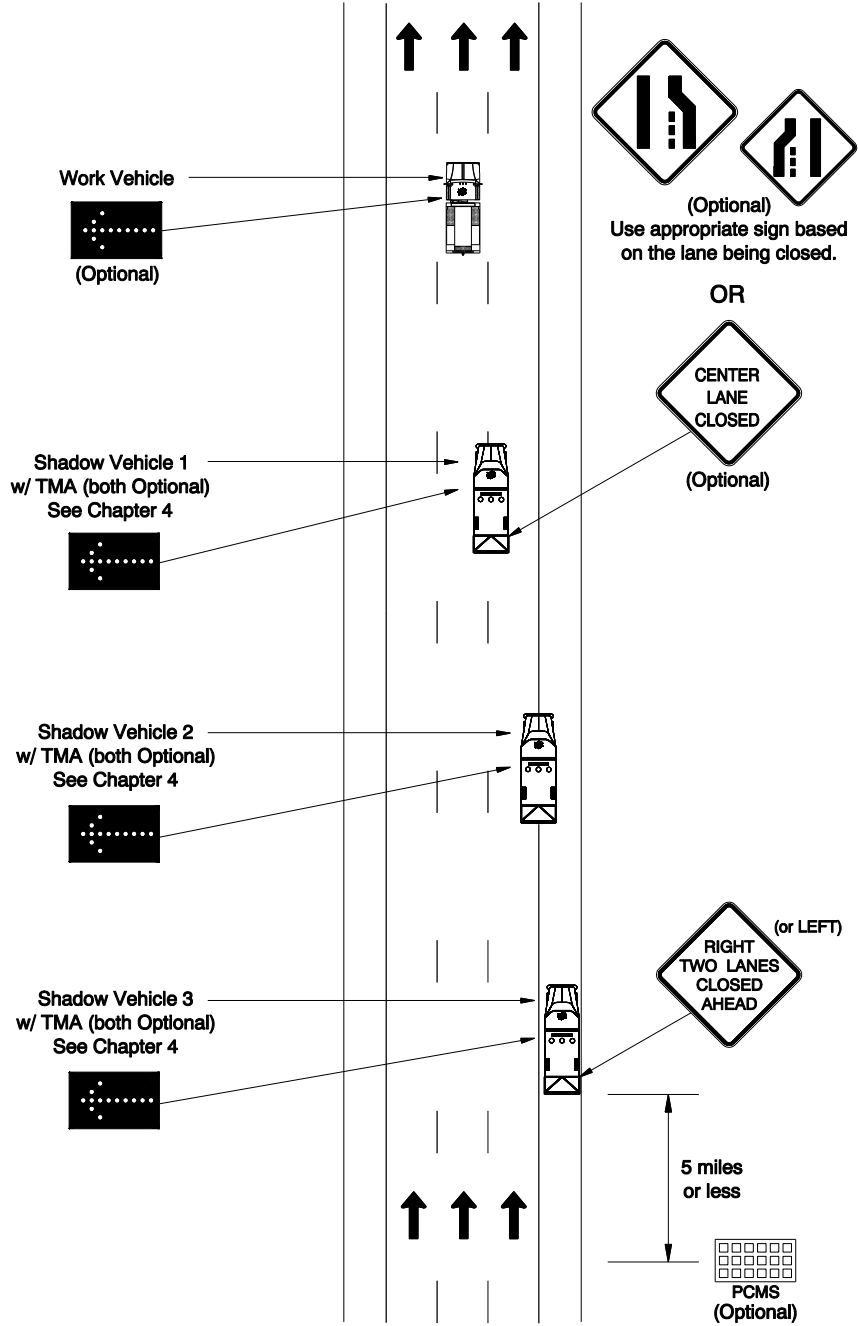 Work Vehicle
(Optional)
(Optional)
Use appropriate sign based
on the lane being closed.
OR
CENTER
LANE
CLOSED
(Optional)
Shadow Vehicle 1
w/ TMA (both Optional)
See Chapter 4
Shadow Vehicle 2
w/ TMA (both Optional)
See Chapter 4
(or LEFT)
RIGHT
TWO LANES
CLOSED
AHEAD
Shadow Vehicle 3
w/ TMA (both Optional)
See Chapter 4
5 miles
or less
PCMS
(Optional)